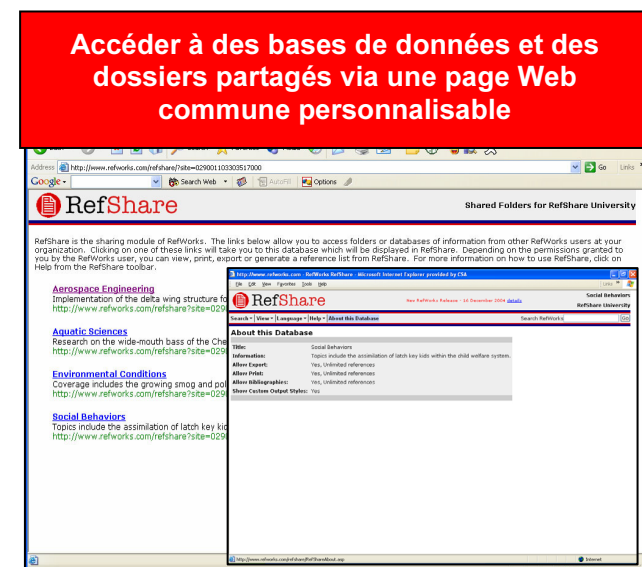 Accéder à des bases de données et des
dossiers partagés via une page Web
commune personnalisable
Address http://www.refworks.com/refshare/?site=029001103303517000 Go Links
Google Search Web AutoFill Options
RefShare Shared Folders for RefShare University
RefShare is the sharing module of RefWorks. The links below allow you to access folders or databases of information from other RefWorks users at your
organization. Clicking on one of these links will take you to this database which will be displayed in RefShare. Depending on the permissions granted to
you by the RefWorks user, you can view, print, export or generate a reference list from RefShare. For more information on how to use RefShare, click on
Help from the RefShare toolbar.
Aerospace Engineering
Implementation of the delta wing structure fo
http://www.refworks.com/refshare?site=029
Aquatic Sciences
Research on the wide-mouth bass of the Che
http://www.refworks.com/refshare?site=029
Environmental Conditions
Coverage includes the growing smog and pol
http://www.refworks.com/refshare?site=029
Social Behaviors
Topics include the assimilation of latch key kid
http://www.refworks.com/refshare?site=029
http://www.refworks.com - RefWorks RefShare - Microsoft Internet Explorer provided by CSA
File Edit View Favorites Tools Help Links
RefShare New RefWorks Release - 16 December 2004 details Social Behaviors
RefShare University
Search View Language Help About this Database Search RefWorks Go
About this Database
Title: Social Behaviors
Information: Topics include the assimilation of latch key kids within the child welfare system.
Allow Export: Yes, Unlimited references
Allow Print: Yes, Unlimited references
Allow Bibliographies: Yes, Unlimited references
Show Custom Output Styles: Yes
http://www.refworks.com/refshare/RefShareAbout.asp Internet